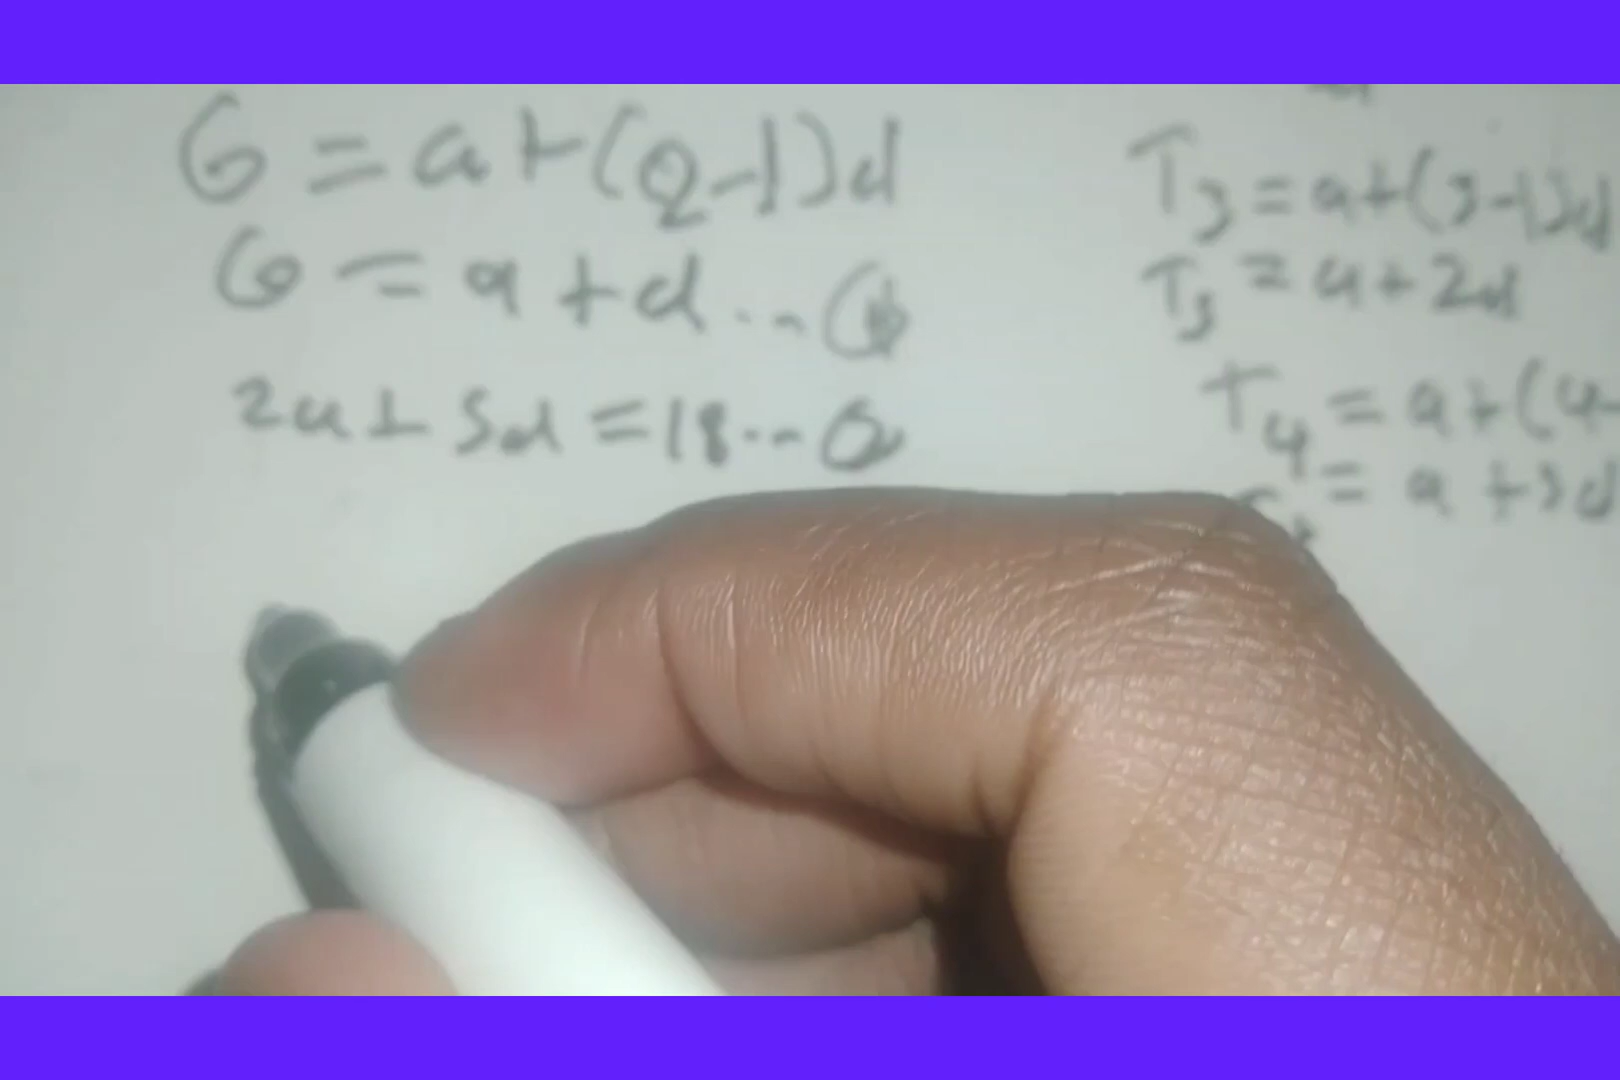 6 = a + (2-1)d
6 = a + d ... ①
2a + 5d = 18 ... ②
T3 = a + (3-1)d
T3 = a + 2d
T4 = a + (4-
= a + 3d